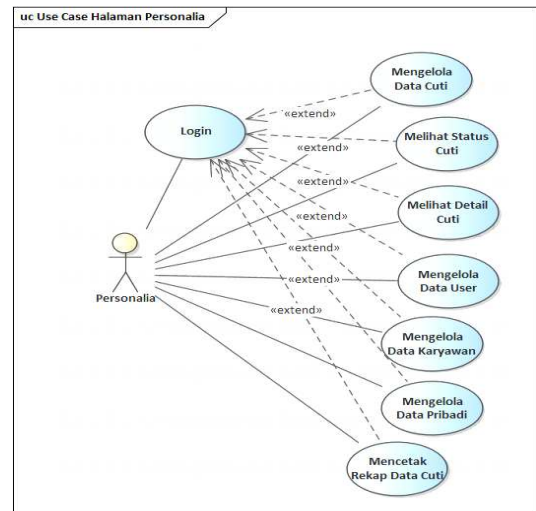 uc Use Case Halaman Personalia
Mengelola
Data Cuti
«extend»
Login
Melihat Status
Cuti
«extend»
«extend»
Melihat Detail
Cuti
«extend»
Personalia
«extend»
Mengelola
Data User
«extend»
Mengelola
Data Karyawan
Mengelola
Data Pribadi
Mencetak
Rekap Data Cuti